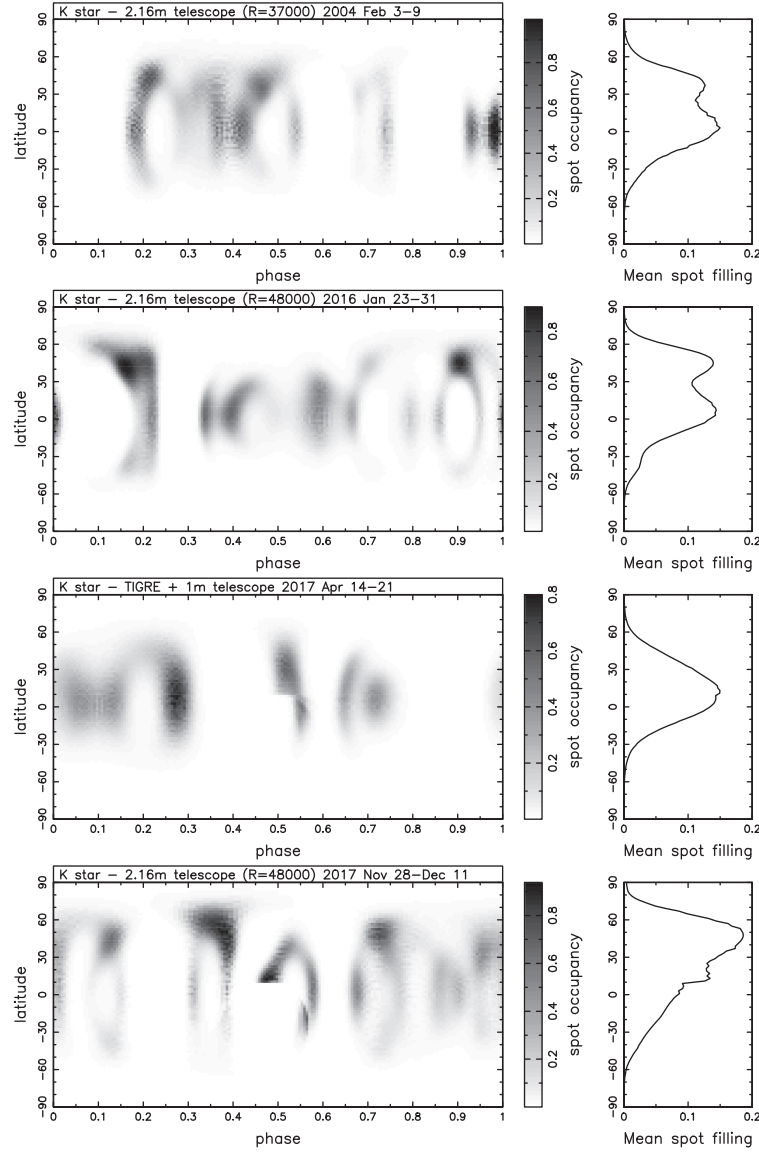 K star – 2.16m telescope (R=37000) 2004 Feb 3–9
90
60
30
0
−30
−60
−90
latitude
0 0.1 0.2 0.3 0.4 0.5 0.6 0.7 0.8 0.9 1
phase
0.8
0.6
0.4
0.2
spot occupancy
90
60
30
0
−30
−60
−90
0 0.1 0.2
Mean spot filling
K star – 2.16m telescope (R=48000) 2016 Jan 23–31
90
60
30
0
−30
−60
−90
latitude
0 0.1 0.2 0.3 0.4 0.5 0.6 0.7 0.8 0.9 1
phase
0.8
0.6
0.4
0.2
spot occupancy
90
60
30
0
−30
−60
−90
0 0.1 0.2
Mean spot filling
K star – TIGRE + 1m telescope 2017 Apr 14–21
90
60
30
0
−30
−60
−90
latitude
0 0.1 0.2 0.3 0.4 0.5 0.6 0.7 0.8 0.9 1
phase
0.8
0.6
0.4
0.2
spot occupancy
90
60
30
0
−30
−60
−90
0 0.1 0.2
Mean spot filling
K star – 2.16m telescope (R=48000) 2017 Nov 28–Dec 11
90
60
30
0
−30
−60
−90
latitude
0 0.1 0.2 0.3 0.4 0.5 0.6 0.7 0.8 0.9 1
phase
0.8
0.6
0.4
0.2
spot occupancy
90
60
30
0
−30
−60
−90
0 0.1 0.2
Mean spot filling